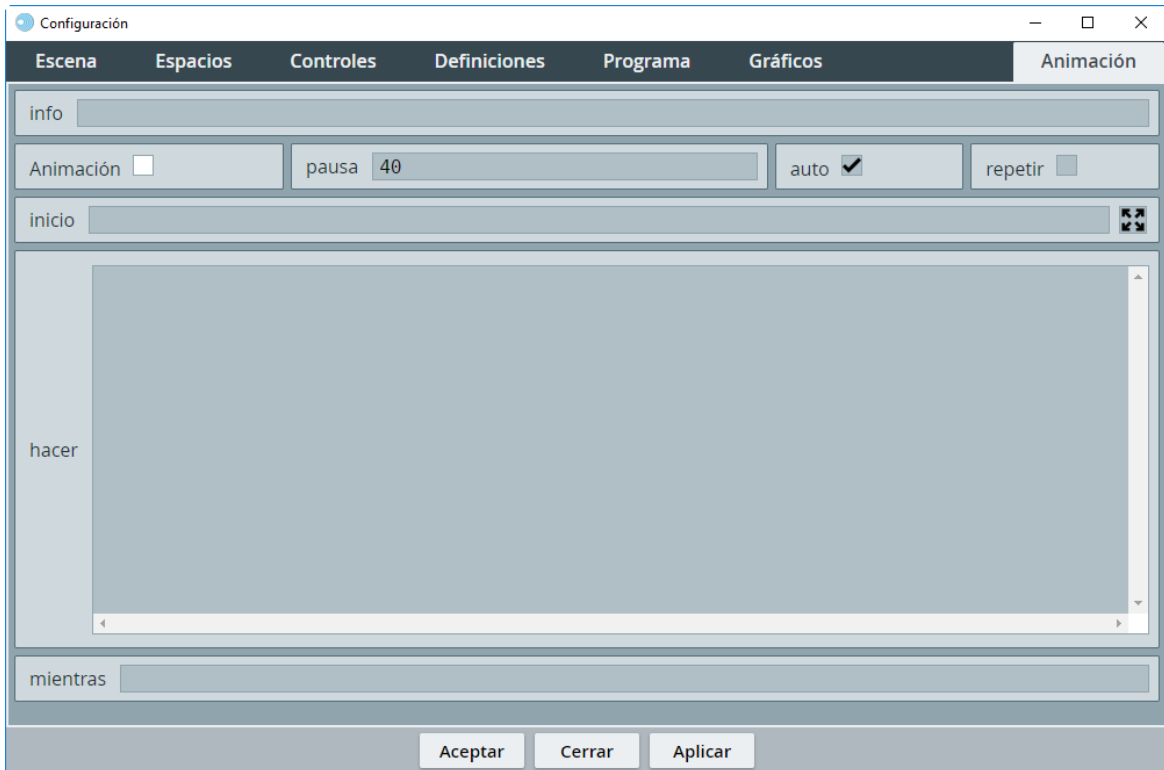 Configuración
Escena Espacios Controles Definiciones Programa Gráficos Animación
info
Animación pausa 40 auto repetir
inicio
hacer
mientras
Aceptar Cerrar Aplicar